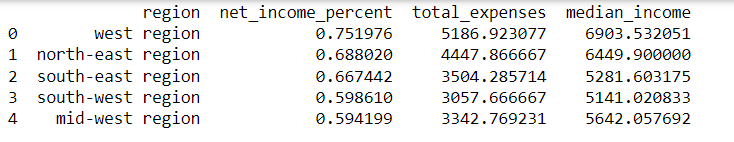 region net_income_percent total_expenses median_income
0 west region 0.751976 5186.923077 6903.532051
1 north-east region 0.688020 4447.866667 6449.900000
2 south-east region 0.667442 3504.285714 5281.603175
3 south-west region 0.598610 3057.666667 5141.020833
4 mid-west region 0.594199 3342.769231 5642.057692